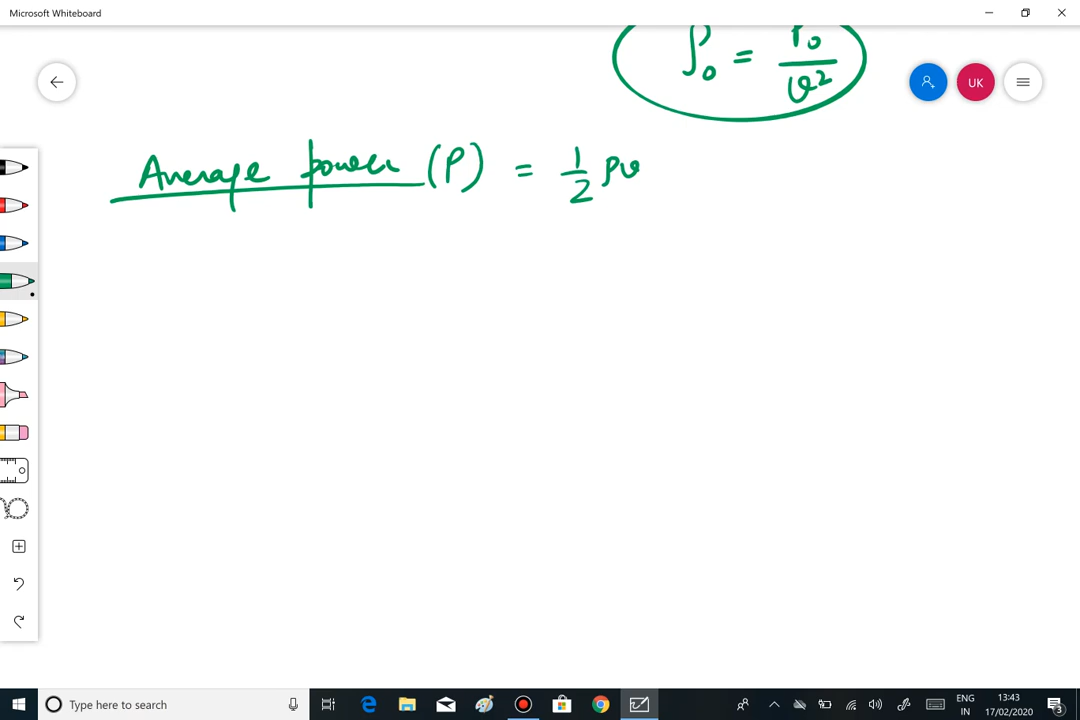 Microsoft Whiteboard
ρ₀ = P₀/v²
UK
Average power (P) = 1/2 ρv
Type here to search
ENG
IN
13:43
17/02/2020
3